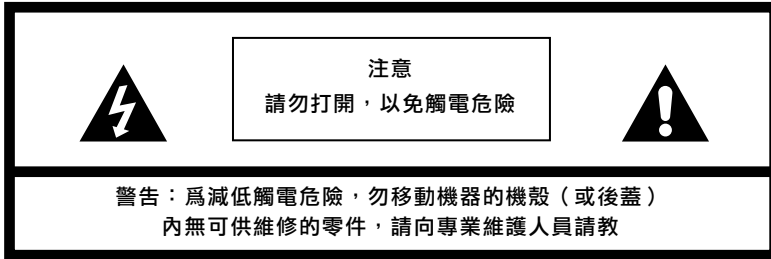 注意
請勿打開，以免觸電危險
警告：爲減低觸電危險，勿移動機器的機殼（或後蓋）
內無可供維修的零件，請向專業維護人員請教